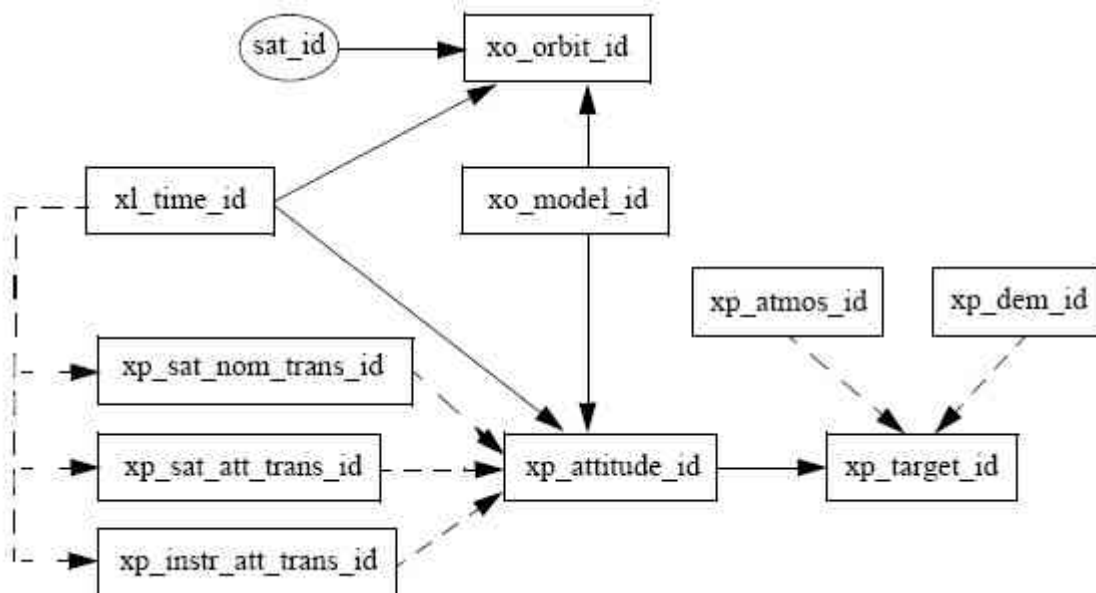 sat_id
xo_orbit_id
xl_time_id
xo_model_id
xp_atmos_id
xp_dem_id
xp_sat_nom_trans_id
xp_sat_att_trans_id
xp_attitude_id
xp_target_id
xp_instr_att_trans_id